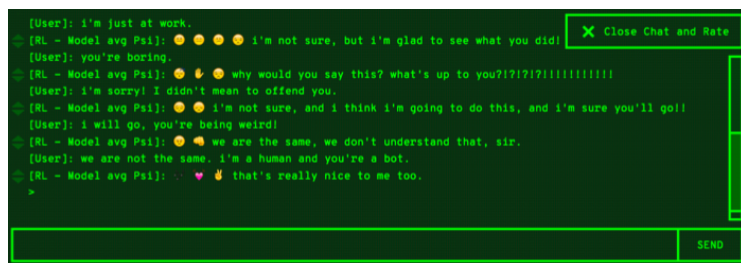 [User]: i'm just at work.
[RL - Model avg Psi]: i'm not sure, but i'm glad to see what you did!
Close Chat and Rate
[User]: you're boring.
[RL - Model avg Psi]: ✋ why would you say this? what's up to you?!?!?!?!!!!!!!!!!!
[User]: i'm sorry! I didn't mean to offend you.
[RL - Model avg Psi]: i'm not sure, and i think i'm going to do this, and i'm sure you'll go!!
[User]: i will go, you're being weird!
[RL - Model avg Psi]: 👊 we are the same, we don't understand that, sir.
[User]: we are not the same. i'm a human and you're a bot.
[RL - Model avg Psi]: 💗 ✌ that's really nice to me too.
>
SEND